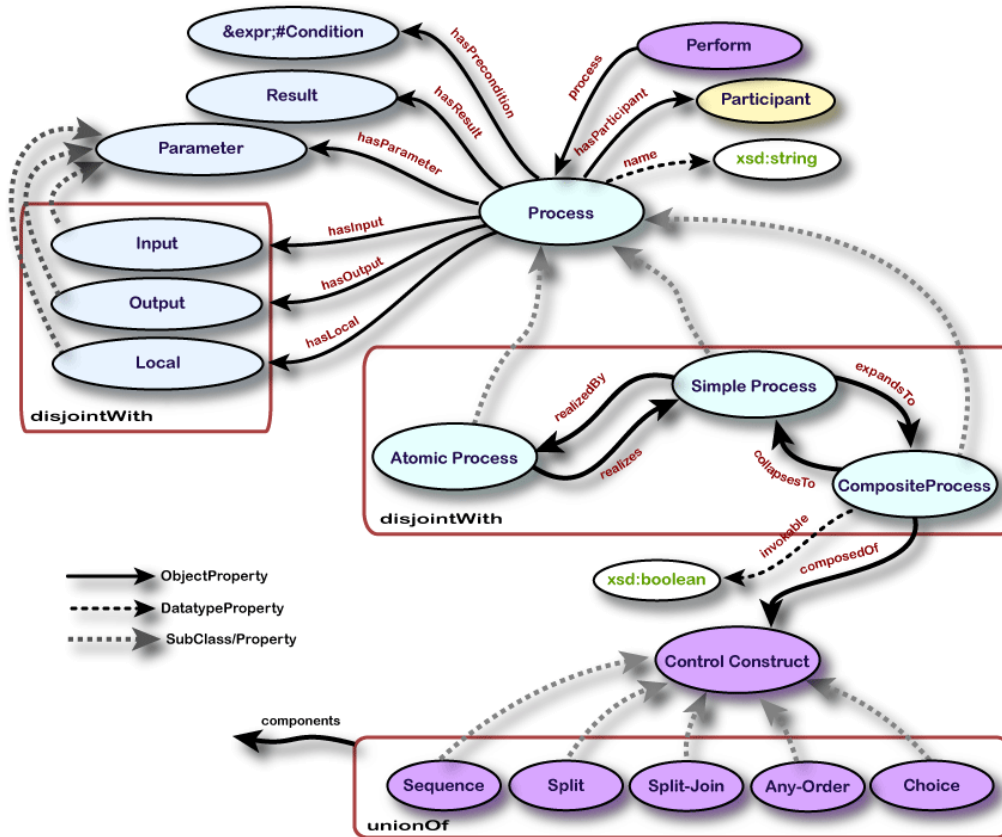 &expr;#Condition
Perform
hasPrecondition
process
Result
hasResult
hasParticipant
Participant
Parameter
hasParameter
name
xsd:string
Process
Input
hasInput
Output
hasOutput
Local
hasLocal
disjointWith
realizedBy
Simple Process
expandsTo
Atomic Process
realizes
collapsesTo
CompositeProcess
disjointWith
invokable
composedOf
xsd:boolean
ObjectProperty
DatatypeProperty
SubClass/Property
Control Construct
components
Sequence
Split
Split-Join
Any-Order
Choice
unionOf